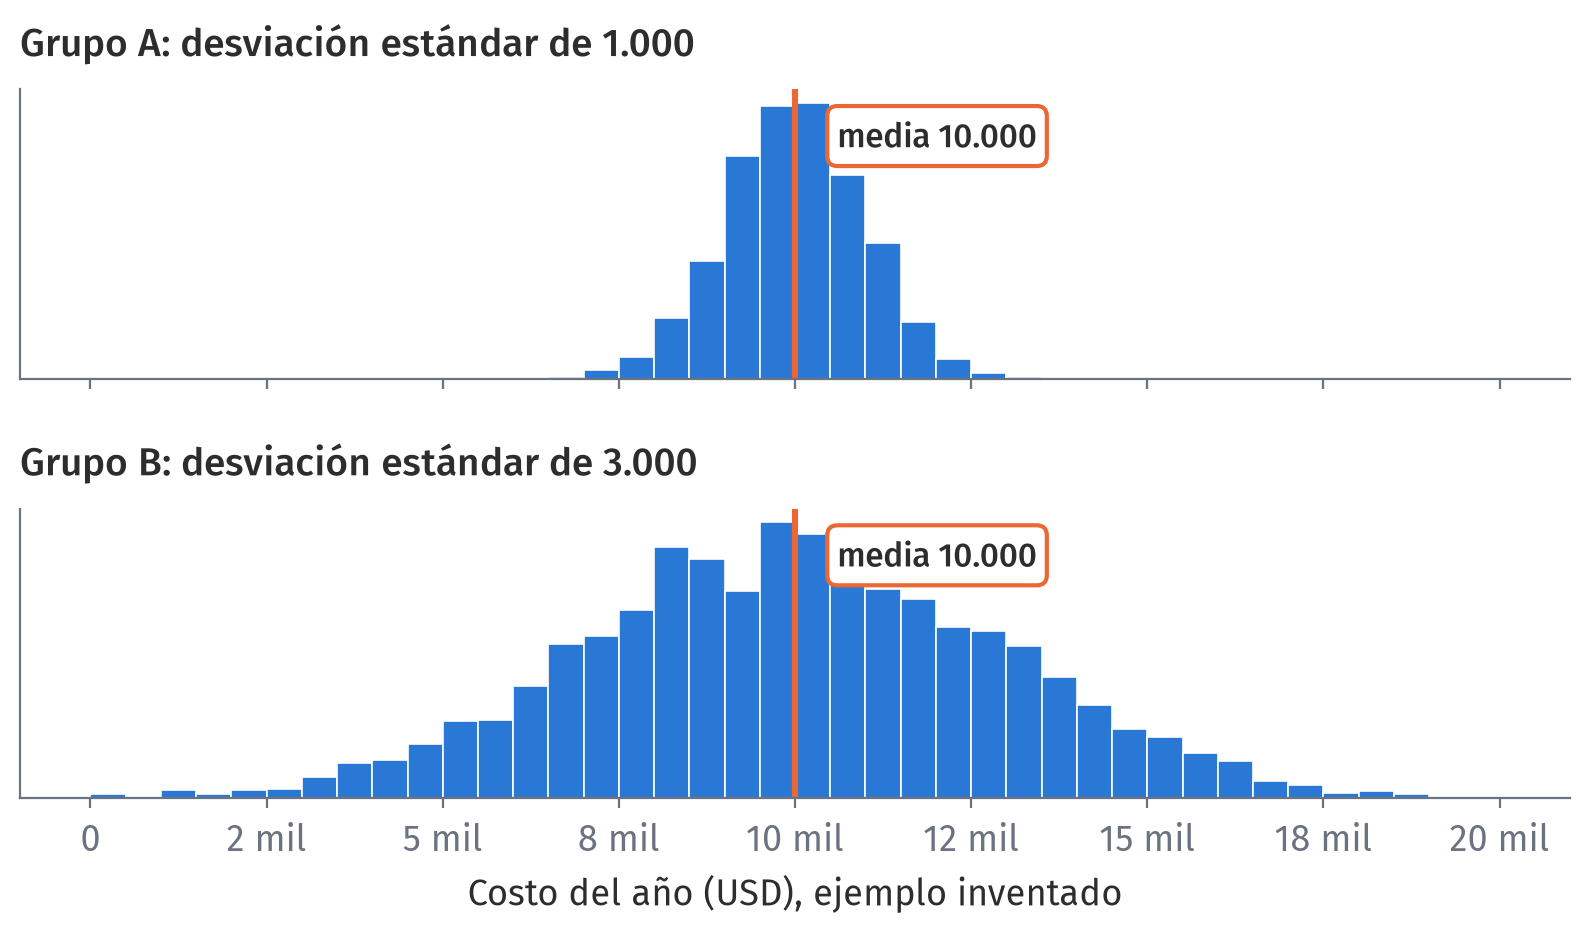 Grupo A: desviación estándar de 1.000
media 10.000
Grupo B: desviación estándar de 3.000
media 10.000
0 2 mil 5 mil 8 mil 10 mil 12 mil 15 mil 18 mil 20 mil
Costo del año (USD), ejemplo inventado